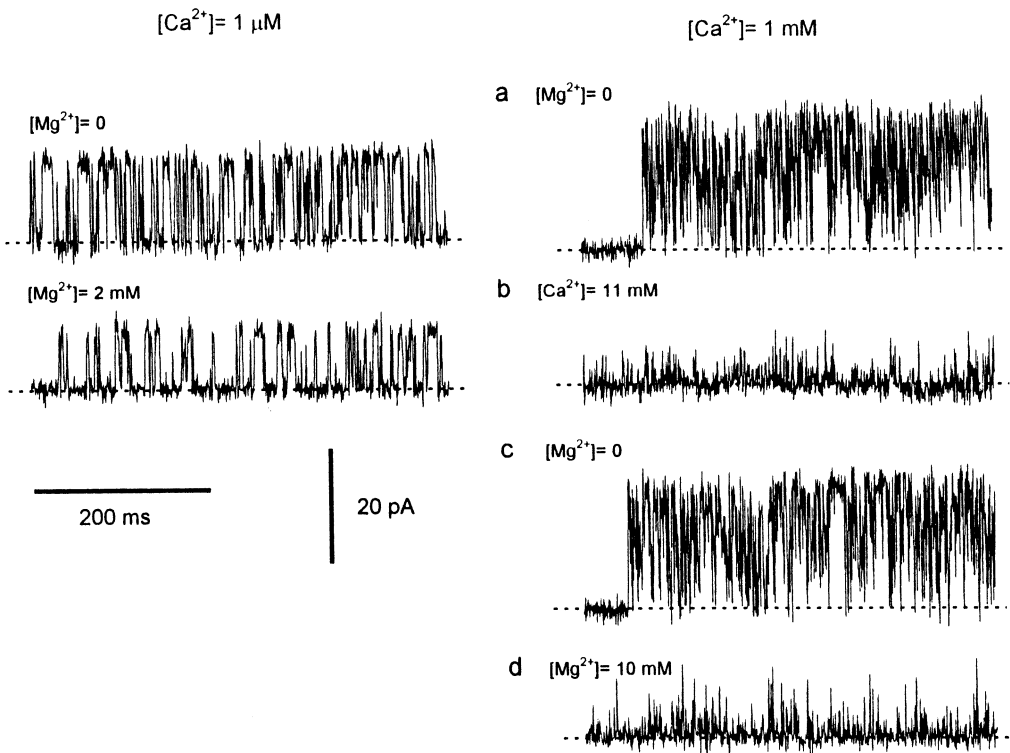 [Ca²⁺]= 1 µM
[Mg²⁺]= 0
[Mg²⁺]= 2 mM
200 ms
20 pA
[Ca²⁺]= 1 mM
a [Mg²⁺]= 0
b [Ca²⁺]= 11 mM
c [Mg²⁺]= 0
d [Mg²⁺]= 10 mM